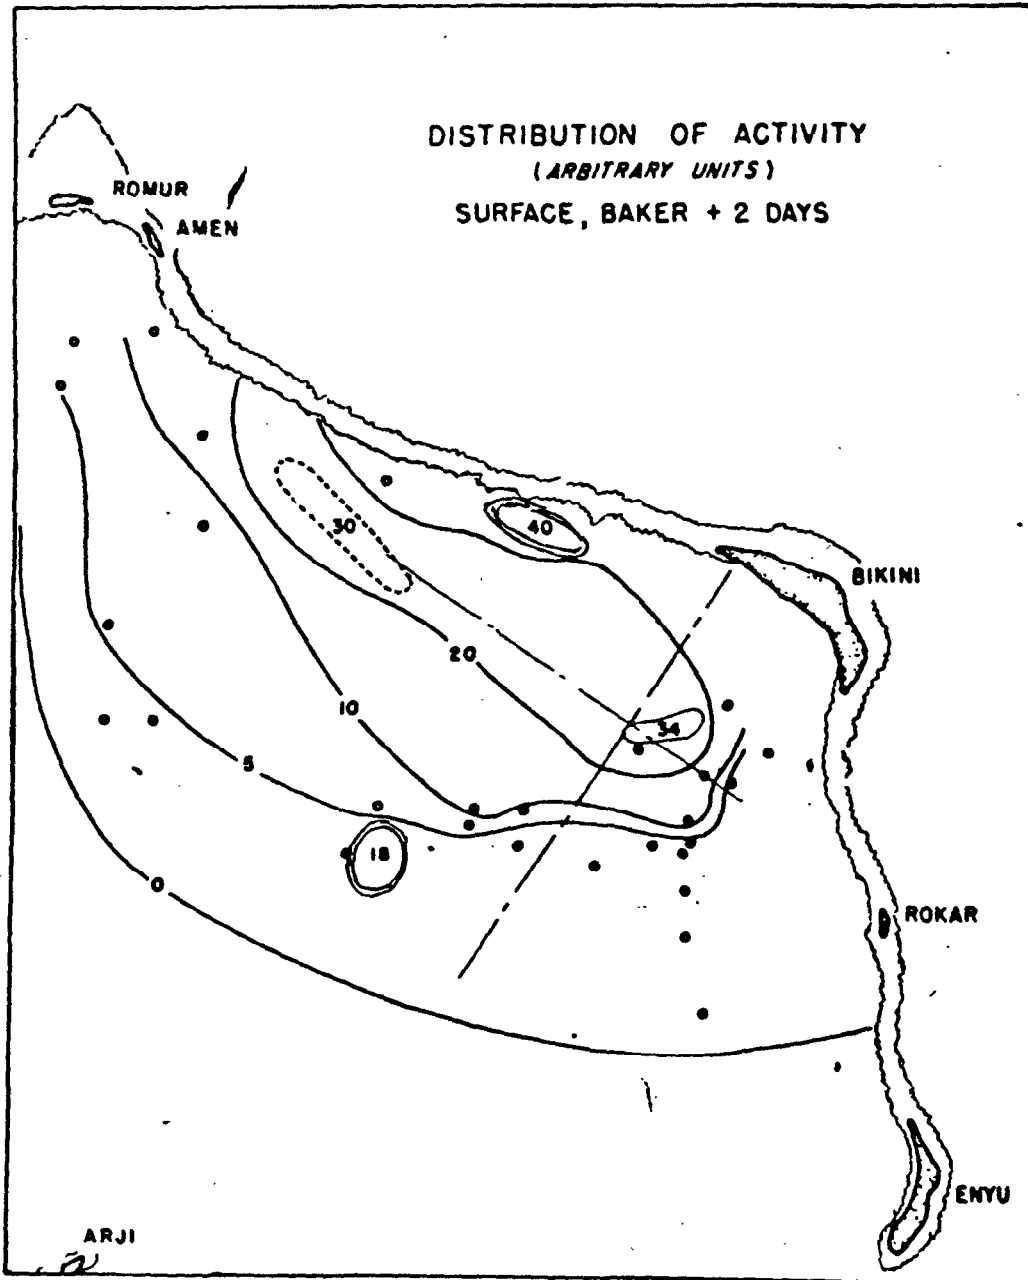 DISTRIBUTION OF ACTIVITY
(ARBITRARY UNITS)
SURFACE, BAKER + 2 DAYS
ROMUR
AMEN
30
40
BIKINI
20
10
34
5
18
0
ROKAR
ENYU
ARJI